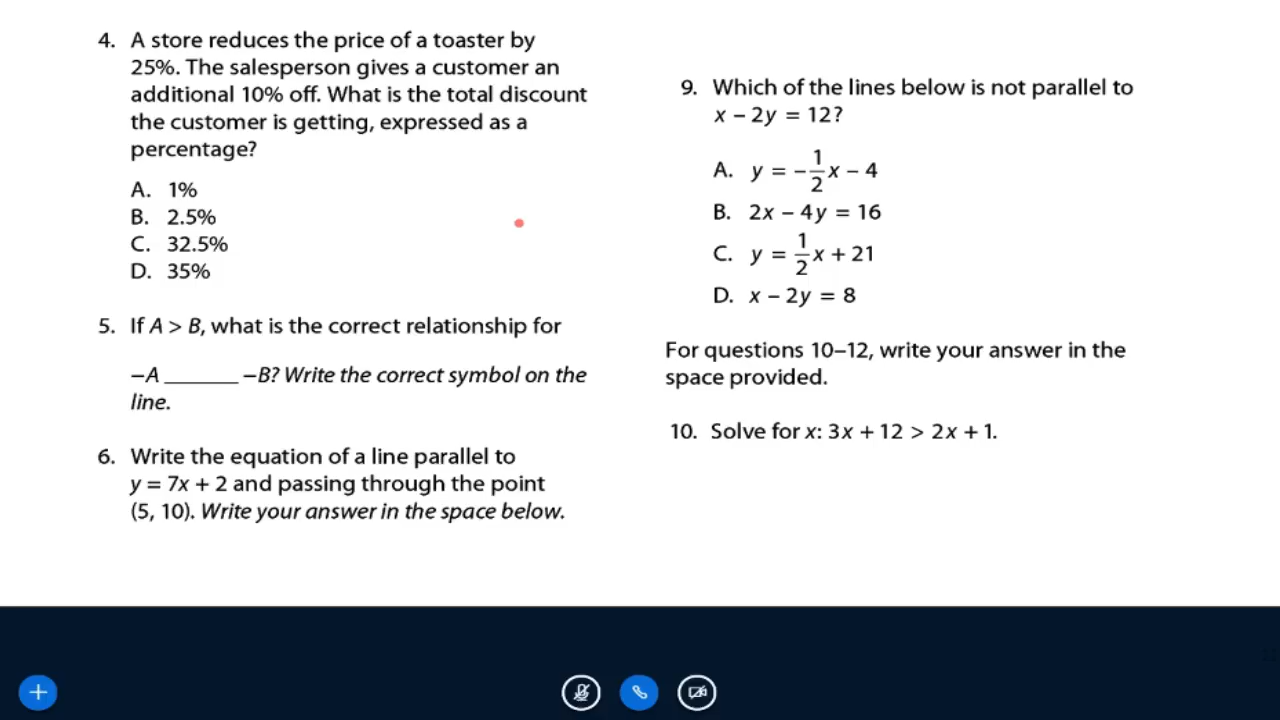 4. A store reduces the price of a toaster by
25%. The salesperson gives a customer an
additional 10% off. What is the total discount
the customer is getting, expressed as a
percentage?
A. 1%
B. 2.5%
C. 32.5%
D. 35%
5. If A > B, what is the correct relationship for
–A ______ –B? Write the correct symbol on the
line.
6. Write the equation of a line parallel to
y = 7x + 2 and passing through the point
(5, 10). Write your answer in the space below.
9. Which of the lines below is not parallel to
x – 2y = 12?
A. y = –1/2x – 4
B. 2x – 4y = 16
C. y = 1/2x + 21
D. x – 2y = 8
For questions 10–12, write your answer in the
space provided.
10. Solve for x: 3x + 12 > 2x + 1.